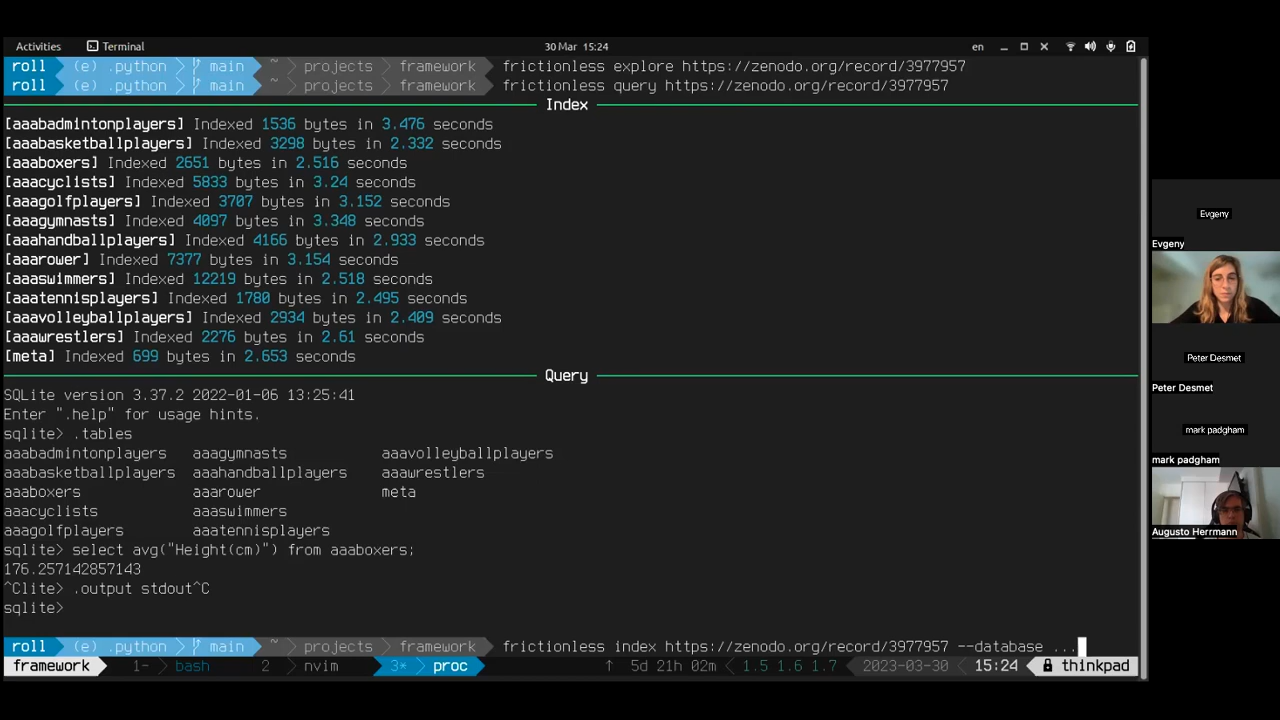 Activities Terminal 30 Mar 15:24 en
roll (e) .python main ~ projects framework frictionless explore https://zenodo.org/record/3977957
roll (e) .python main ~ projects framework frictionless query https://zenodo.org/record/3977957
Index
[aaabadmintonplayers] Indexed 1536 bytes in 3.476 seconds
[aaabasketballplayers] Indexed 3298 bytes in 2.332 seconds
[aaaboxers] Indexed 2651 bytes in 2.516 seconds
[aaacyclists] Indexed 5833 bytes in 3.24 seconds
[aaagolfplayers] Indexed 3707 bytes in 3.152 seconds
[aaagymnasts] Indexed 4097 bytes in 3.348 seconds
[aaahandballplayers] Indexed 4166 bytes in 2.933 seconds
[aaarower] Indexed 7377 bytes in 3.154 seconds
[aaaswimmers] Indexed 12219 bytes in 2.518 seconds
[aaatennisplayers] Indexed 1780 bytes in 2.495 seconds
[aaavolleyballplayers] Indexed 2934 bytes in 2.409 seconds
[aaawrestlers] Indexed 2276 bytes in 2.61 seconds
[meta] Indexed 699 bytes in 2.653 seconds
Query
SQLite version 3.37.2 2022-01-06 13:25:41
Enter ".help" for usage hints.
sqlite> .tables
aaabadmintonplayers aaagymnasts aaavolleyballplayers
aaabasketballplayers aaahandballplayers aaawrestlers
aaaboxers aaarower meta
aaacyclists aaaswimmers
aaagolfplayers aaatennisplayers
sqlite> select avg("Height(cm)") from aaaboxers;
176.257142857143
^Clite> .output stdout^C
sqlite>
roll (e) .python main ~ projects framework frictionless index https://zenodo.org/record/3977957 --database ...
framework 1- bash 2 nvim 3* proc ↑ 5d 21h 02m 1.5 1.6 1.7 2023-03-30 15:24 thinkpad
Evgeny
Evgeny
Peter Desmet
Peter Desmet
mark padgham
mark padgham
Augusto Herrmann